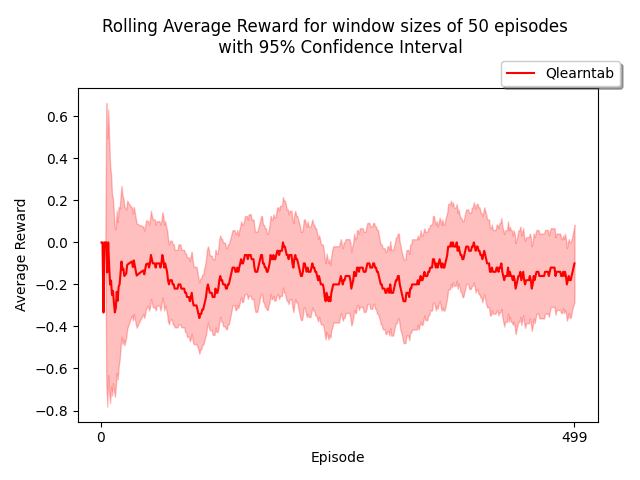 Rolling Average Reward for window sizes of 50 episodes
with 95% Confidence Interval
Qlearntab
0.6
0.4
0.2
0.0
−0.2
−0.4
−0.6
−0.8
Average Reward
0
499
Episode